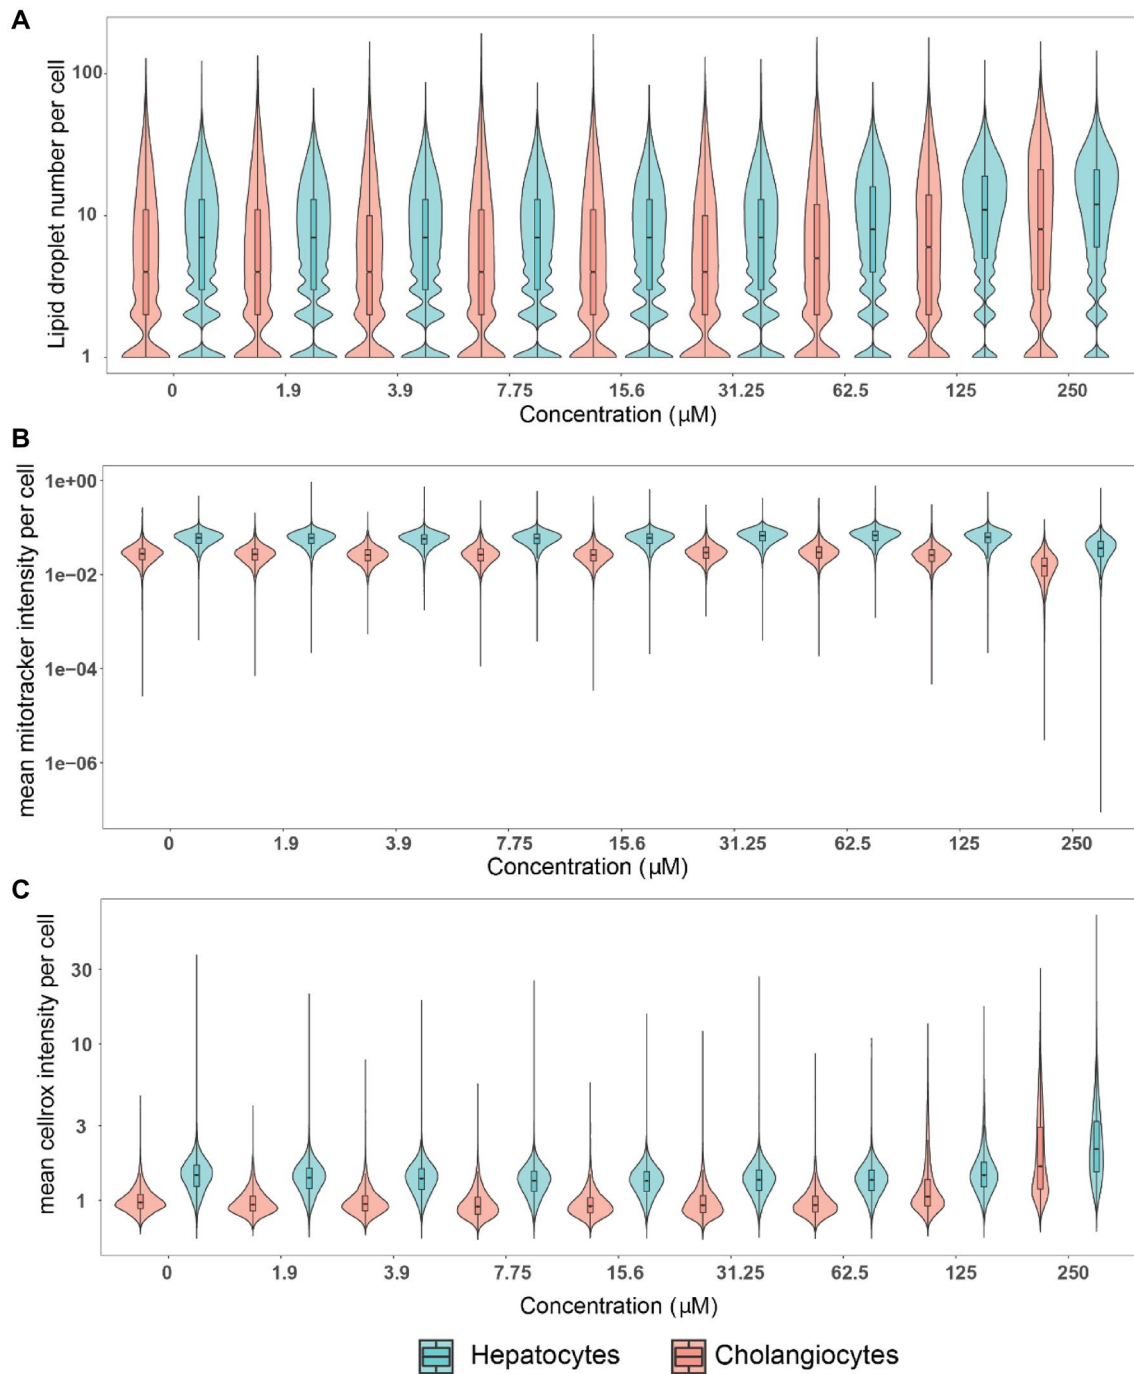 A
Lipid droplet number per cell
100
10
1
0 1.9 3.9 7.75 15.6 31.25 62.5 125 250
Concentration (µM)
B
mean mitotracker intensity per cell
1e+00
1e−02
1e−04
1e−06
0 1.9 3.9 7.75 15.6 31.25 62.5 125 250
Concentration (µM)
C
mean cellrox intensity per cell
30
10
3
1
0 1.9 3.9 7.75 15.6 31.25 62.5 125 250
Concentration (µM)
Hepatocytes Cholangiocytes